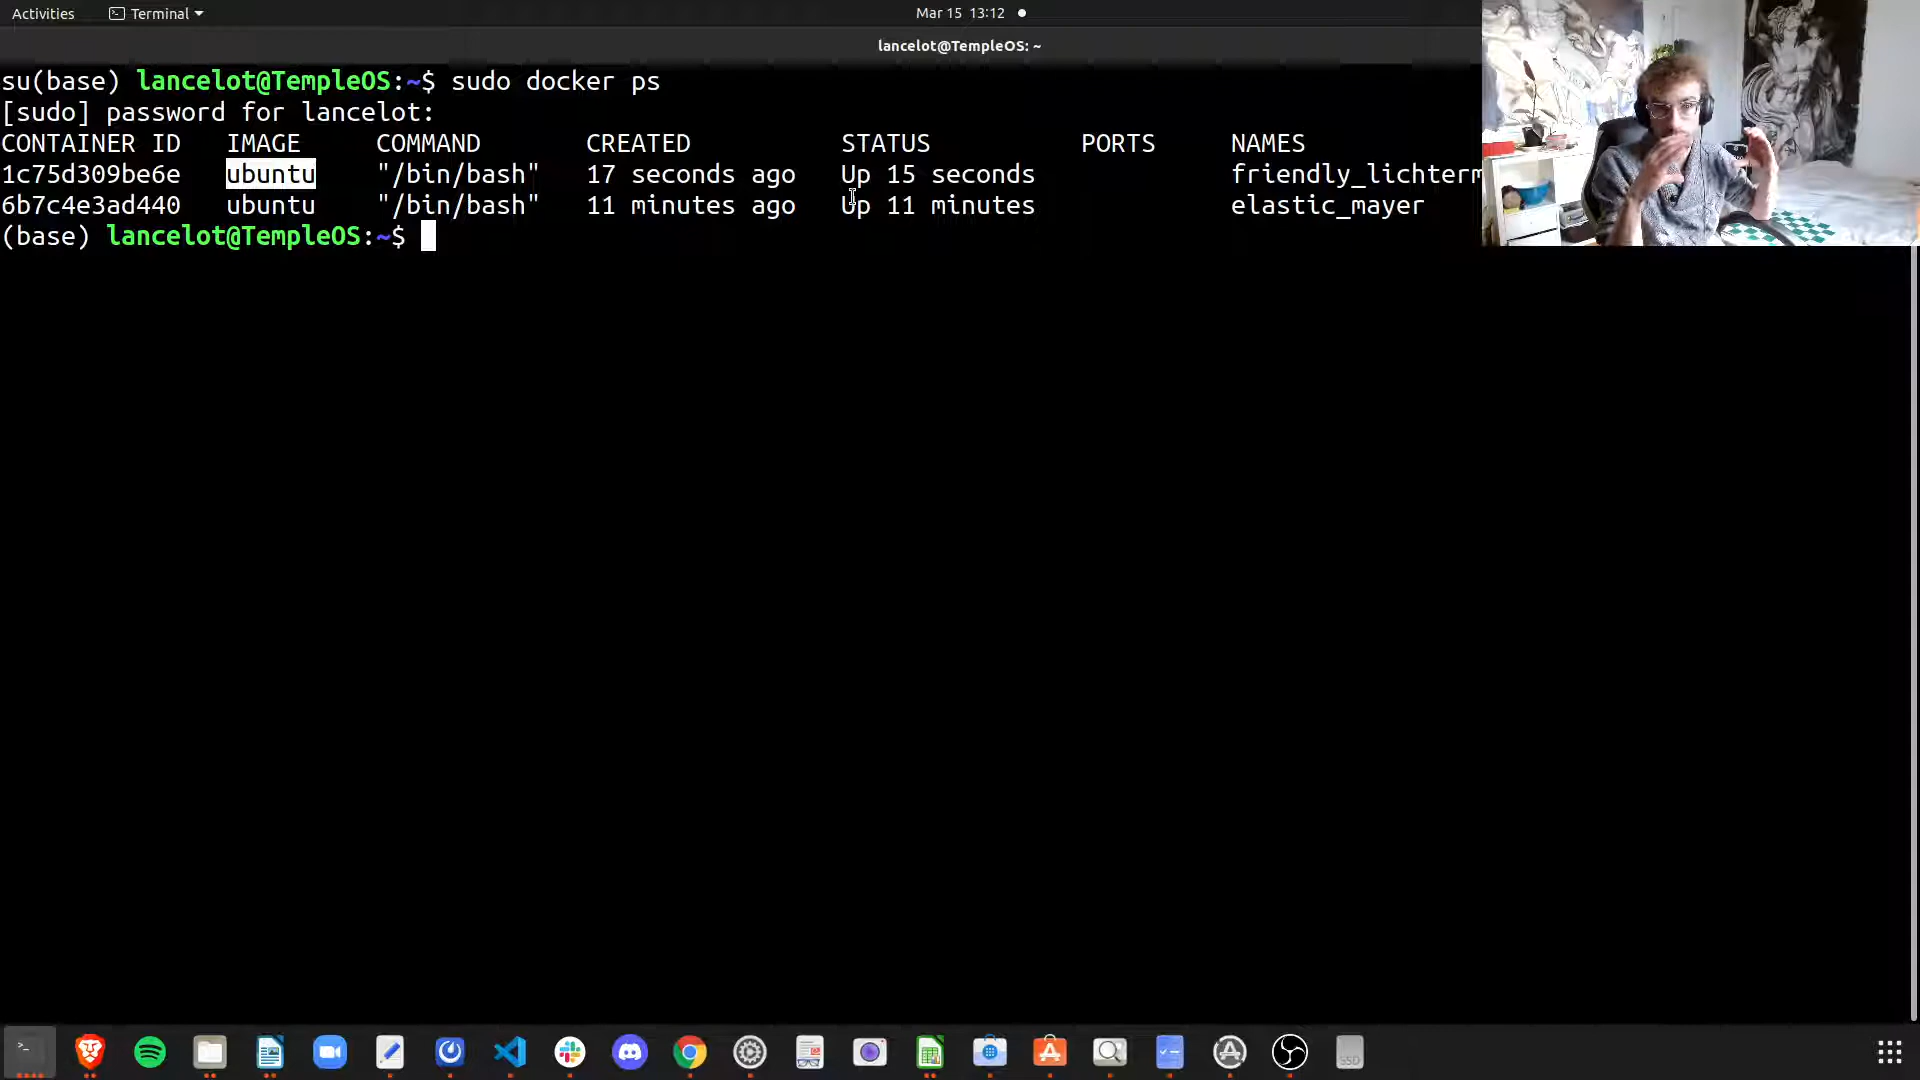 Activities Terminal Mar 15 13:12
lancelot@TempleOS: ~
su(base) lancelot@TempleOS:~$ sudo docker ps
[sudo] password for lancelot:
CONTAINER ID IMAGE COMMAND CREATED STATUS PORTS NAMES
1c75d309be6e ubuntu "/bin/bash" 17 seconds ago Up 15 seconds friendly_lichterm
6b7c4e3ad440 ubuntu "/bin/bash" 11 minutes ago Up 11 minutes elastic_mayer
(base) lancelot@TempleOS:~$
SSD